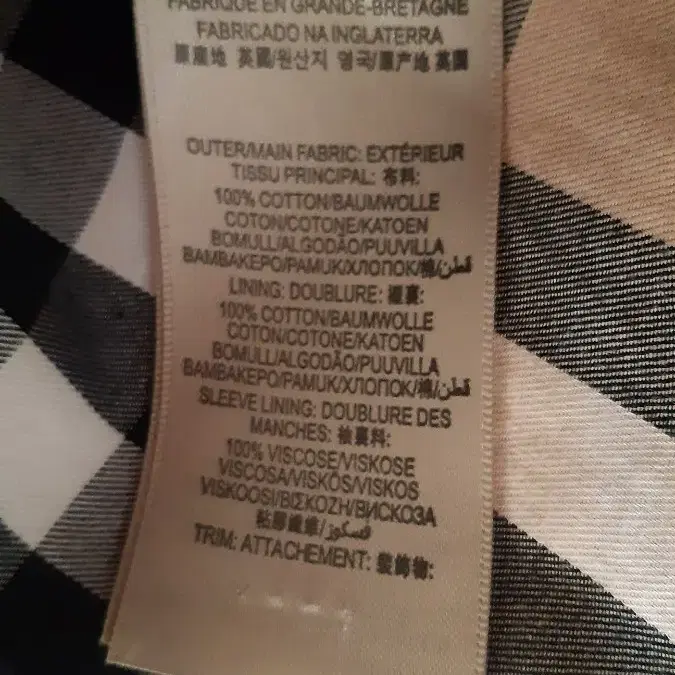 FABRIQUÉ EN GRANDE-BRETAGNE
FABRICADO NA INGLATERRA
原産地 英國/원산지 영국/原产地 英國
OUTER/MAIN FABRIC: EXTÉRIEUR
TISSU PRINCIPAL: 布料:
100% COTTON/BAUMWOLLE
COTON/COTONE/KATOEN
BOMULL/ALGODÃO/PUUVILLA
ΒΑΜΒΑΚΕΡΟ/PAMUK/ХЛОПОК/棉/قطن
LINING: DOUBLURE: 裡裏:
100% COTTON/BAUMWOLLE
COTON/COTONE/KATOEN
BOMULL/ALGODÃO/PUUVILLA
ΒΑΜΒΑΚΕΡΟ/PAMUK/ХЛОПОК/棉/قطن
SLEEVE LINING: DOUBLURE DES
MANCHES: 袖裏料:
100% VISCOSE/VISKOSE
VISCOSA/VISKÓS/VISKOS
VISKOOSI/ΒΙΣΚΟΖΗ/ВИСКОЗА
粘膠纖維/فسكوز
TRIM: ATTACHEMENT: 裝飾物: